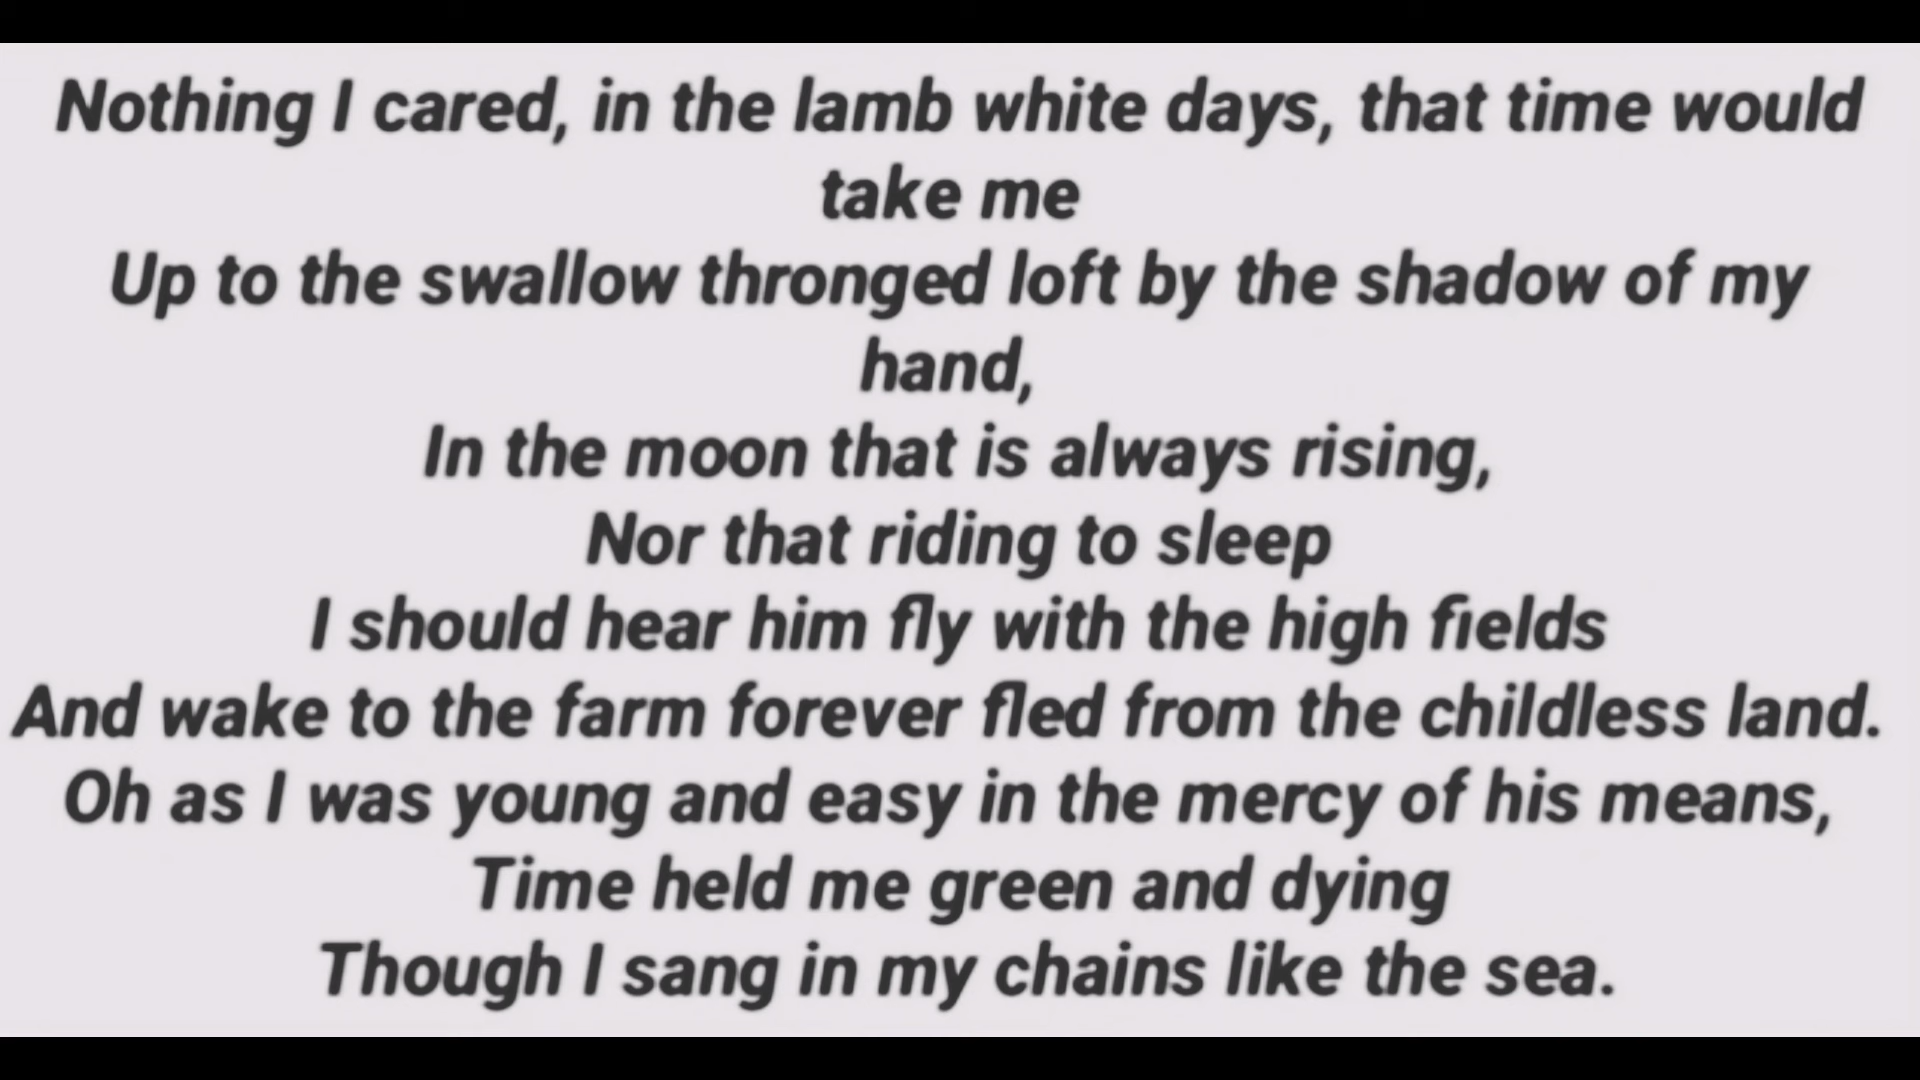 Nothing I cared, in the lamb white days, that time would
take me
Up to the swallow thronged loft by the shadow of my
hand,
In the moon that is always rising,
Nor that riding to sleep
I should hear him fly with the high fields
And wake to the farm forever fled from the childless land.
Oh as I was young and easy in the mercy of his means,
Time held me green and dying
Though I sang in my chains like the sea.